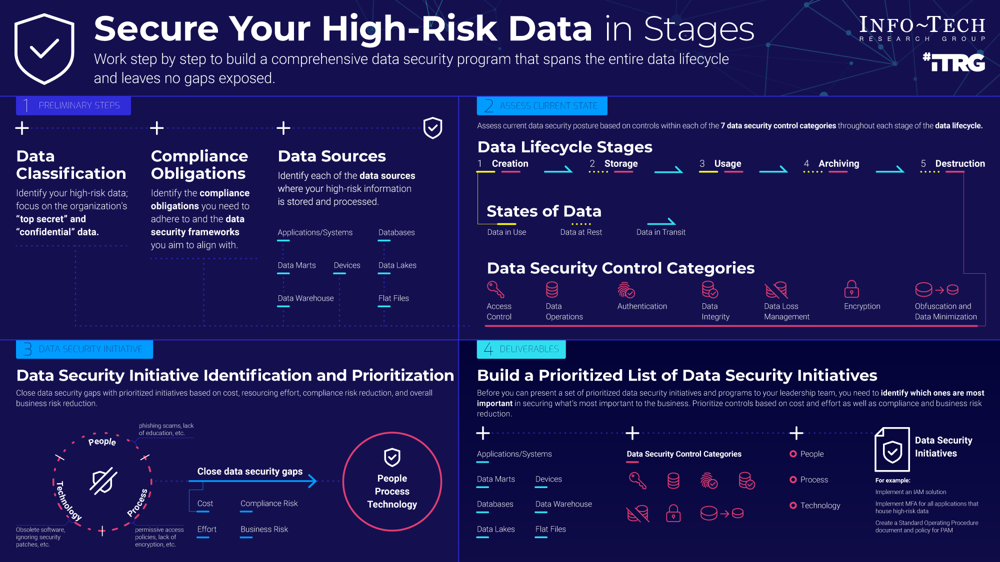 Secure Your High-Risk Data in Stages
Work step by step to build a comprehensive data security program that spans the entire data lifecycle
and leaves no gaps exposed.
INFO~TECH
RESEARCH GROUP
#iTRG
1 PRELIMINARY STEPS
Data
Classification
Identify your high-risk data;
focus on the organization's
“top secret” and
“confidential” data.
Compliance
Obligations
Identify the compliance
obligations you need to
adhere to and the data
security frameworks
you aim to align with.
Data Sources
Identify each of the data sources
where your high-risk information
is stored and processed.
Applications/Systems Databases
Data Marts Devices Data Lakes
Data Warehouse Flat Files
2 ASSESS CURRENT STATE
Assess current data security posture based on controls within each of the 7 data security control categories throughout each stage of the data lifecycle.
Data Lifecycle Stages
1 Creation 2 Storage 3 Usage 4 Archiving 5 Destruction
States of Data
Data in Use Data at Rest Data in Transit
Data Security Control Categories
Access
Control
Data
Operations
Authentication
Data
Integrity
Data Loss
Management
Encryption
Obfuscation and
Data Minimization
3 DATA SECURITY INITIATIVE
Data Security Initiative Identification and Prioritization
Close data security gaps with prioritized initiatives based on cost, resourcing effort, compliance risk reduction, and overall
business risk reduction.
phishing scams, lack
of education, etc.
People
Technology
Process
Obsolete software,
ignoring security
patches, etc.
permissive access
policies, lack of
encryption, etc.
Close data security gaps
Cost Compliance Risk
Effort Business Risk
People
Process
Technology
4 DELIVERABLES
Build a Prioritized List of Data Security Initiatives
Before you can present a set of prioritized data security initiatives and programs to your leadership team, you need to identify which ones are most
important in securing what's most important to the business. Prioritize controls based on cost and effort as well as compliance and business risk
reduction.
Applications/Systems
Data Marts Devices
Databases Data Warehouse
Data Lakes Flat Files
Data Security Control Categories
People
Process
Technology
Data Security
Initiatives
For example:
Implement an IAM solution
Implement MFA for all applications that
house high-risk data
Create a Standard Operating Procedure
document and policy for PAM